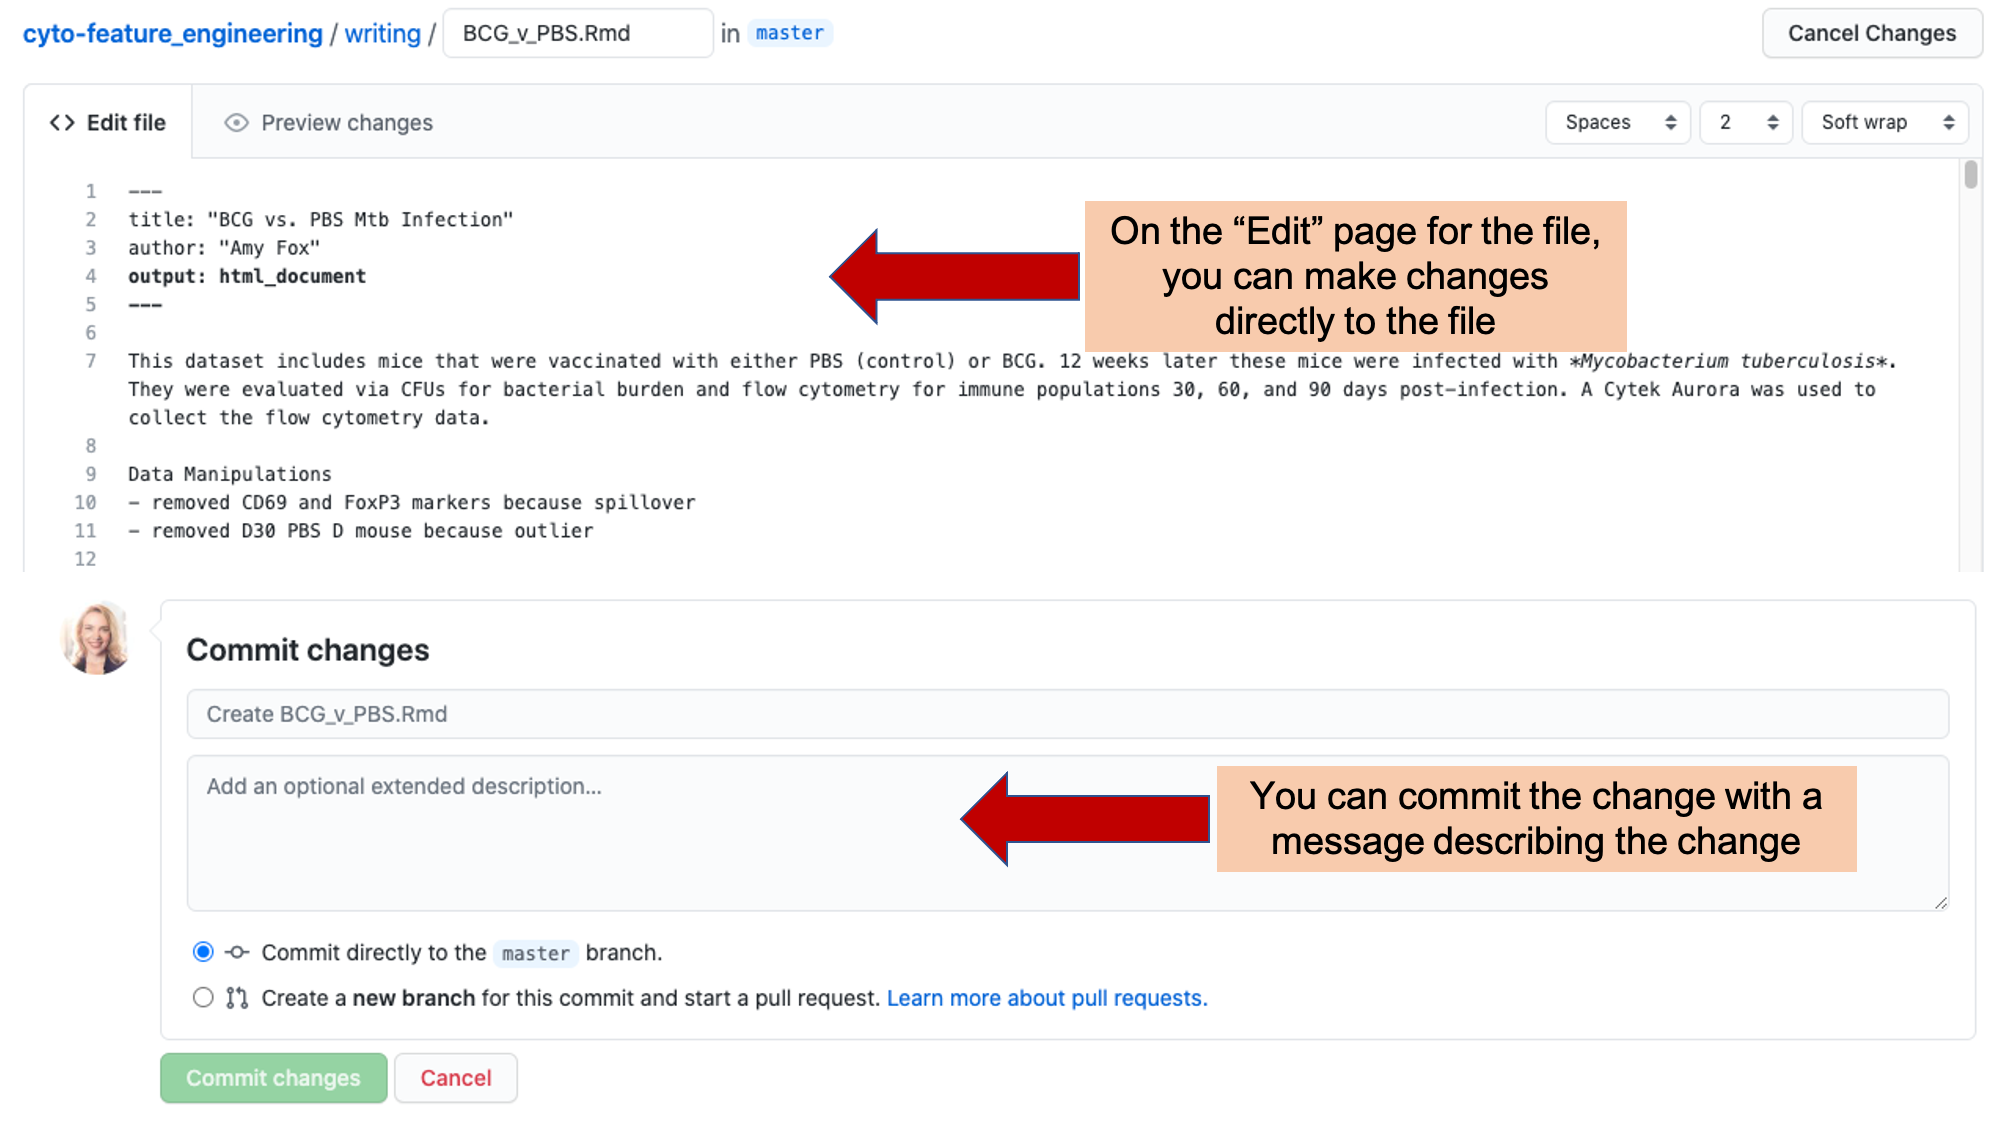 cyto-feature_engineering / writing / BCG_v_PBS.Rmd in master
Cancel Changes
Edit file
Preview changes
Spaces
2
Soft wrap
1 ---
2 title: "BCG vs. PBS Mtb Infection"
3 author: "Amy Fox"
4 output: html_document
5 ---
6
7 This dataset includes mice that were vaccinated with either PBS (control) or BCG. 12 weeks later these mice were infected with *Mycobacterium tuberculosis*.
They were evaluated via CFUs for bacterial burden and flow cytometry for immune populations 30, 60, and 90 days post-infection. A Cytek Aurora was used to
collect the flow cytometry data.
8
9 Data Manipulations
10 - removed CD69 and FoxP3 markers because spillover
11 - removed D30 PBS D mouse because outlier
12
On the “Edit” page for the file,
you can make changes
directly to the file
Commit changes
Create BCG_v_PBS.Rmd
Add an optional extended description...
You can commit the change with a
message describing the change
Commit directly to the master branch.
Create a new branch for this commit and start a pull request. Learn more about pull requests.
Commit changes
Cancel